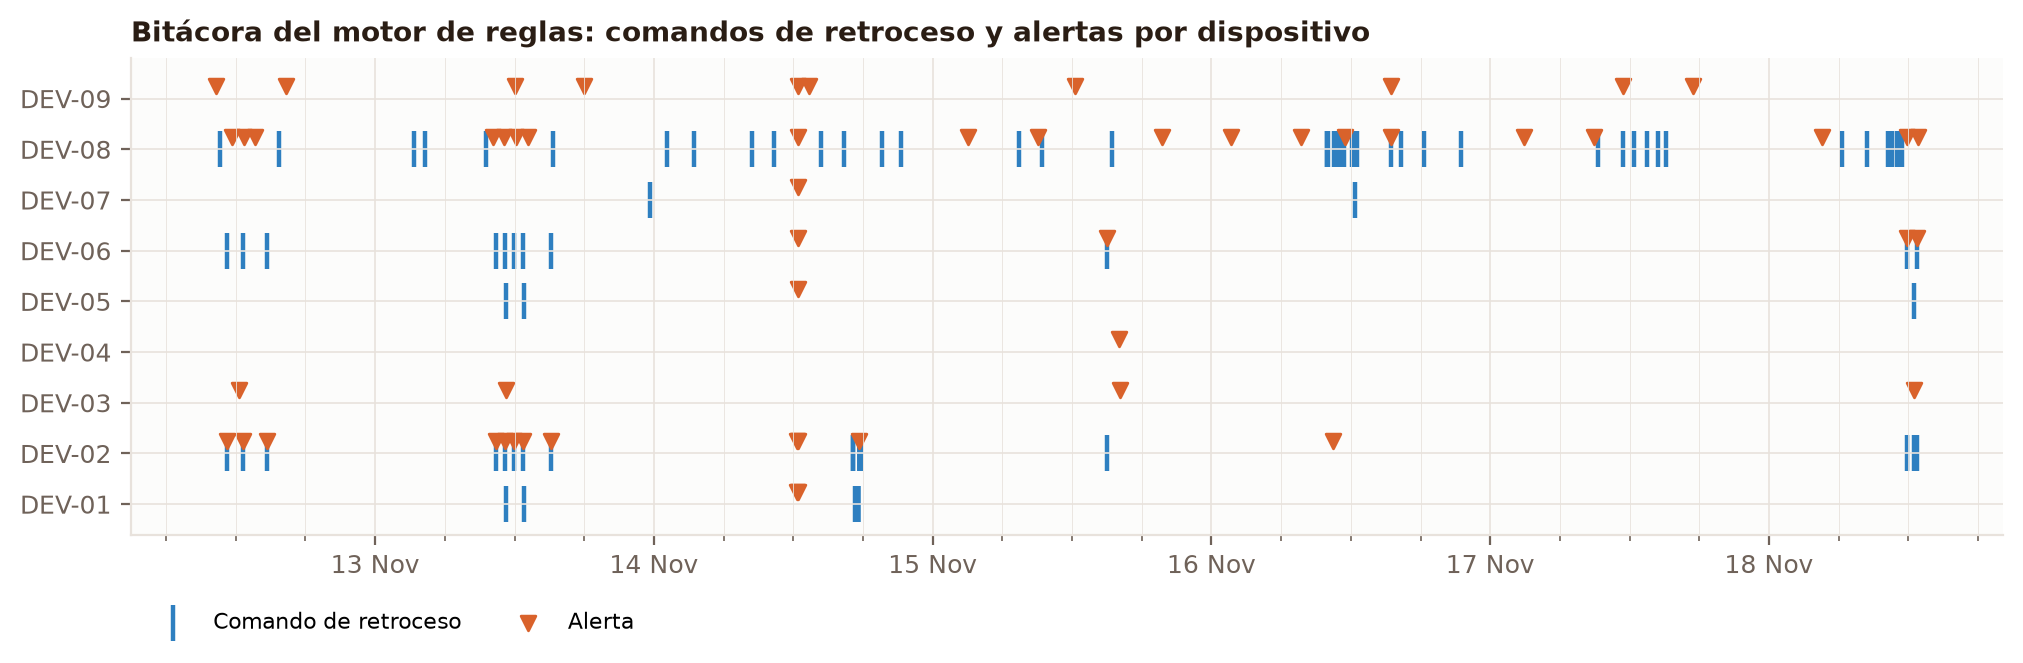 Bitácora del motor de reglas: comandos de retroceso y alertas por dispositivo
DEV-09
DEV-08
DEV-07
DEV-06
DEV-05
DEV-04
DEV-03
DEV-02
DEV-01
13 Nov 14 Nov 15 Nov 16 Nov 17 Nov 18 Nov
Comando de retroceso Alerta